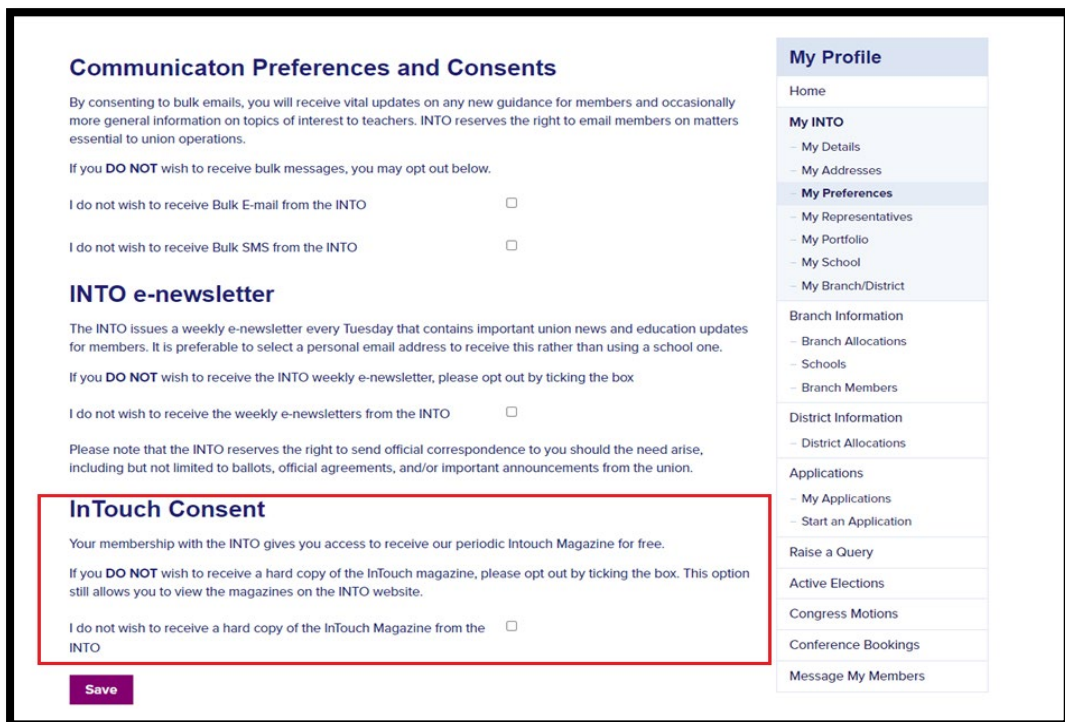 Communicaton Preferences and Consents
By consenting to bulk emails, you will receive vital updates on any new guidance for members and occasionally
more general information on topics of interest to teachers. INTO reserves the right to email members on matters
essential to union operations.
If you DO NOT wish to receive bulk messages, you may opt out below.
I do not wish to receive Bulk E-mail from the INTO
I do not wish to receive Bulk SMS from the INTO
INTO e-newsletter
The INTO issues a weekly e-newsletter every Tuesday that contains important union news and education updates
for members. It is preferable to select a personal email address to receive this rather than using a school one.
If you DO NOT wish to receive the INTO weekly e-newsletter, please opt out by ticking the box
I do not wish to receive the weekly e-newsletters from the INTO
Please note that the INTO reserves the right to send official correspondence to you should the need arise,
including but not limited to ballots, official agreements, and/or important announcements from the union.
InTouch Consent
Your membership with the INTO gives you access to receive our periodic Intouch Magazine for free.
If you DO NOT wish to receive a hard copy of the InTouch magazine, please opt out by ticking the box. This option
still allows you to view the magazines on the INTO website.
I do not wish to receive a hard copy of the InTouch Magazine from the
INTO
Save
My Profile
Home
My INTO
– My Details
– My Addresses
– My Preferences
– My Representatives
– My Portfolio
– My School
– My Branch/District
Branch Information
– Branch Allocations
– Schools
– Branch Members
District Information
– District Allocations
Applications
– My Applications
– Start an Application
Raise a Query
Active Elections
Congress Motions
Conference Bookings
Message My Members